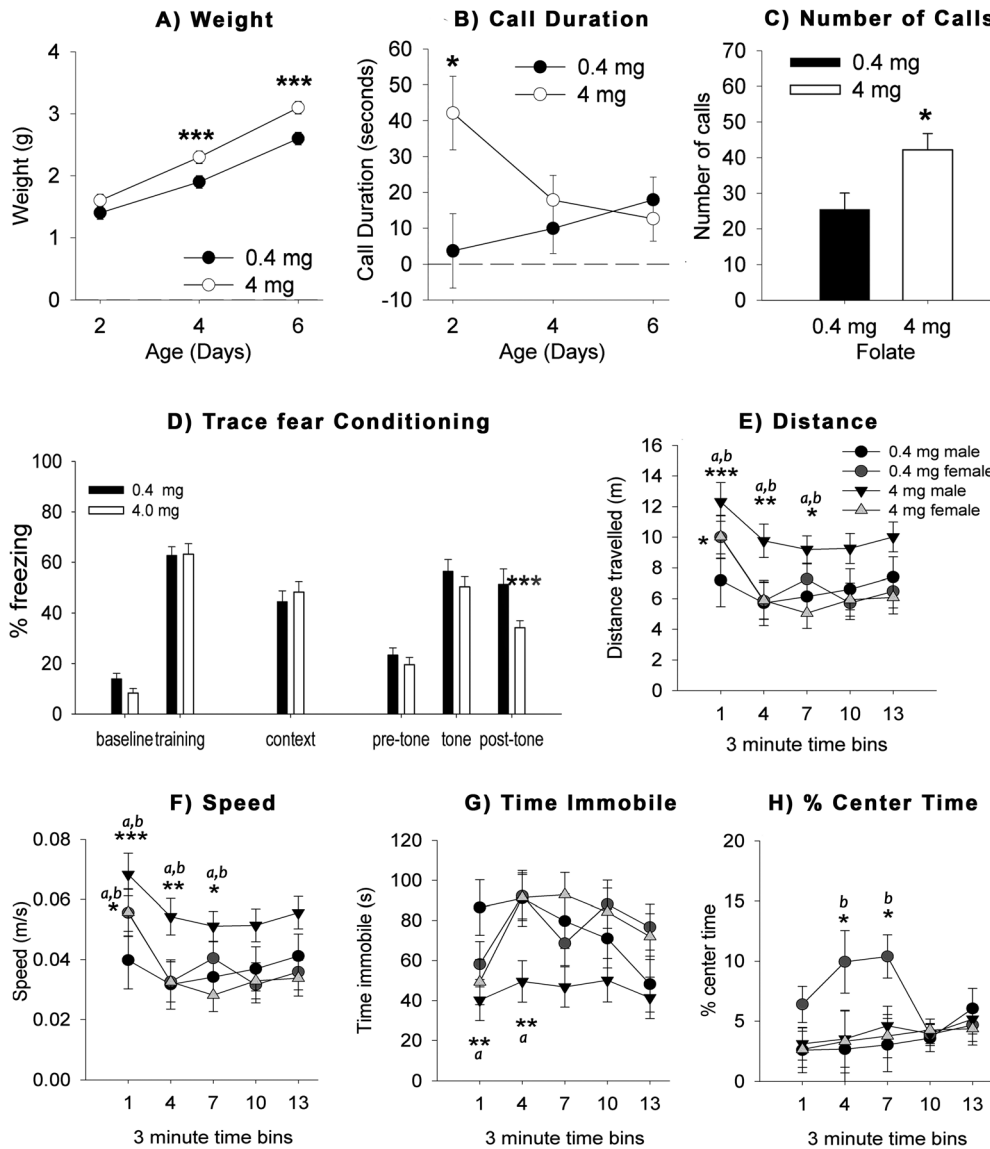 A) Weight
***
***
4
3
2
1
0
Weight (g)
0.4 mg
4 mg
2 4 6
Age (Days)
B) Call Duration
*
60
50
40
30
20
10
0
-10
Call Duration (seconds)
0.4 mg
4 mg
2 4 6
Age (Days)
C) Number of Calls
70
60
50
40
30
20
10
0
Number of calls
0.4 mg
4 mg
*
0.4 mg 4 mg
Folate
D) Trace fear Conditioning
100
80
60
40
20
0
% freezing
0.4 mg
4.0 mg
***
baseline training context pre-tone tone post-tone
E) Distance
16
14
12
10
8
6
4
2
0
Distance travelled (m)
0.4 mg male
0.4 mg female
4 mg male
4 mg female
a,b
***
a,b
**
a,b
*
*
1 4 7 10 13
3 minute time bins
F) Speed
0.08
0.06
0.04
0.02
0.00
Speed (m/s)
a,b
***
a,b
*
a,b
**
a,b
*
1 4 7 10 13
3 minute time bins
G) Time Immobile
120
100
80
60
40
20
0
Time immobile (s)
**
a
**
a
1 4 7 10 13
3 minute time bins
H) % Center Time
20
15
10
5
0
% center time
b
*
b
*
1 4 7 10 13
3 minute time bins